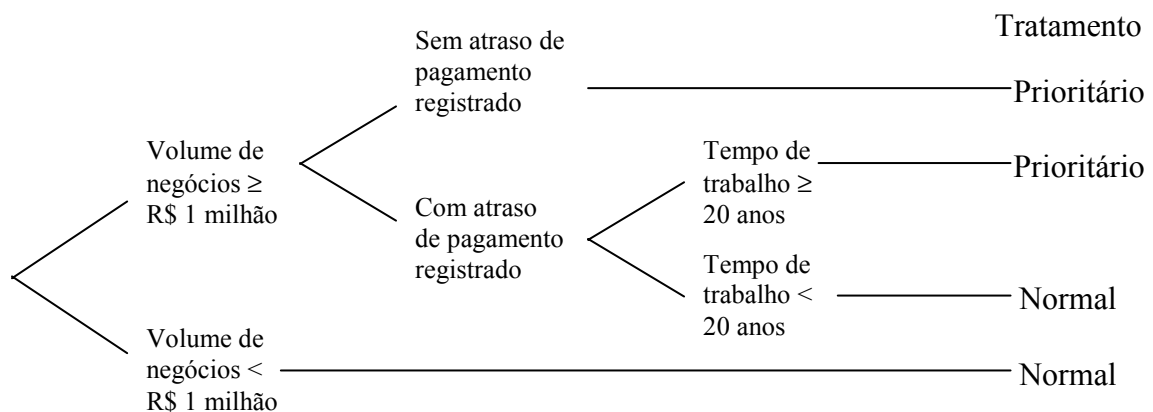 Tratamento
Sem atraso de
pagamento
registrado
Prioritário
Volume de
negócios ≥
R$ 1 milhão
Tempo de
trabalho ≥
20 anos
Prioritário
Com atraso
de pagamento
registrado
Tempo de
trabalho <
20 anos
Normal
Volume de
negócios <
R$ 1 milhão
Normal